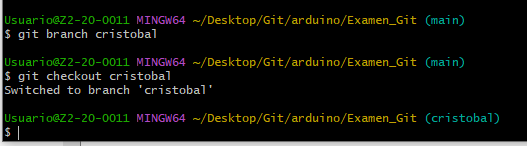 Usuario@Z2-20-0011 MINGW64 ~/Desktop/Git/arduino/Examen_Git (main)
$ git branch cristobal
Usuario@Z2-20-0011 MINGW64 ~/Desktop/Git/arduino/Examen_Git (main)
$ git checkout cristobal
Switched to branch 'cristobal'
Usuario@Z2-20-0011 MINGW64 ~/Desktop/Git/arduino/Examen_Git (cristobal)
$